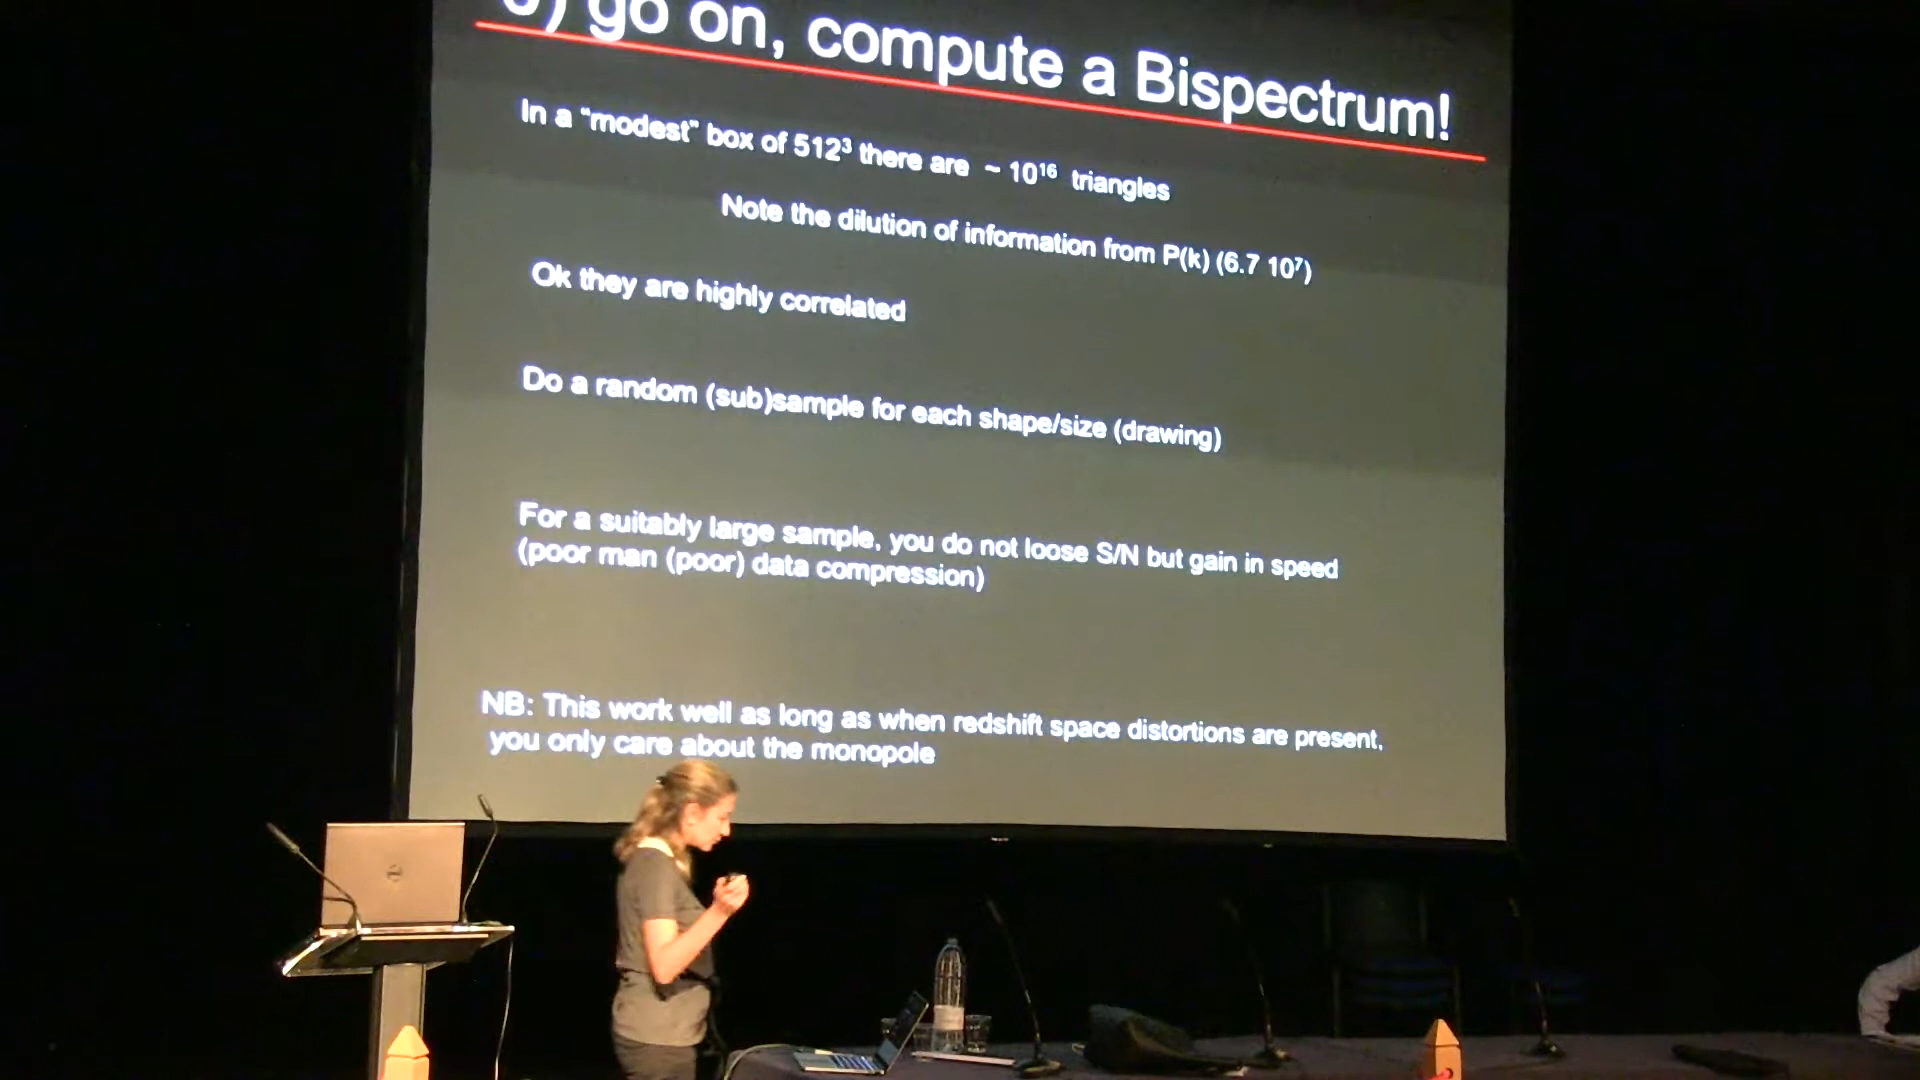 go on, compute a Bispectrum!
In a “modest” box of 512³ there are ~ 10¹⁶ triangles
Note the dilution of information from P(k) (6.7 10⁷)
Ok they are highly correlated
Do a random (sub)sample for each shape/size (drawing)
For a suitably large sample, you do not loose S/N but gain in speed
(poor man (poor) data compression)
NB: This work well as long as when redshift space distortions are present,
you only care about the monopole